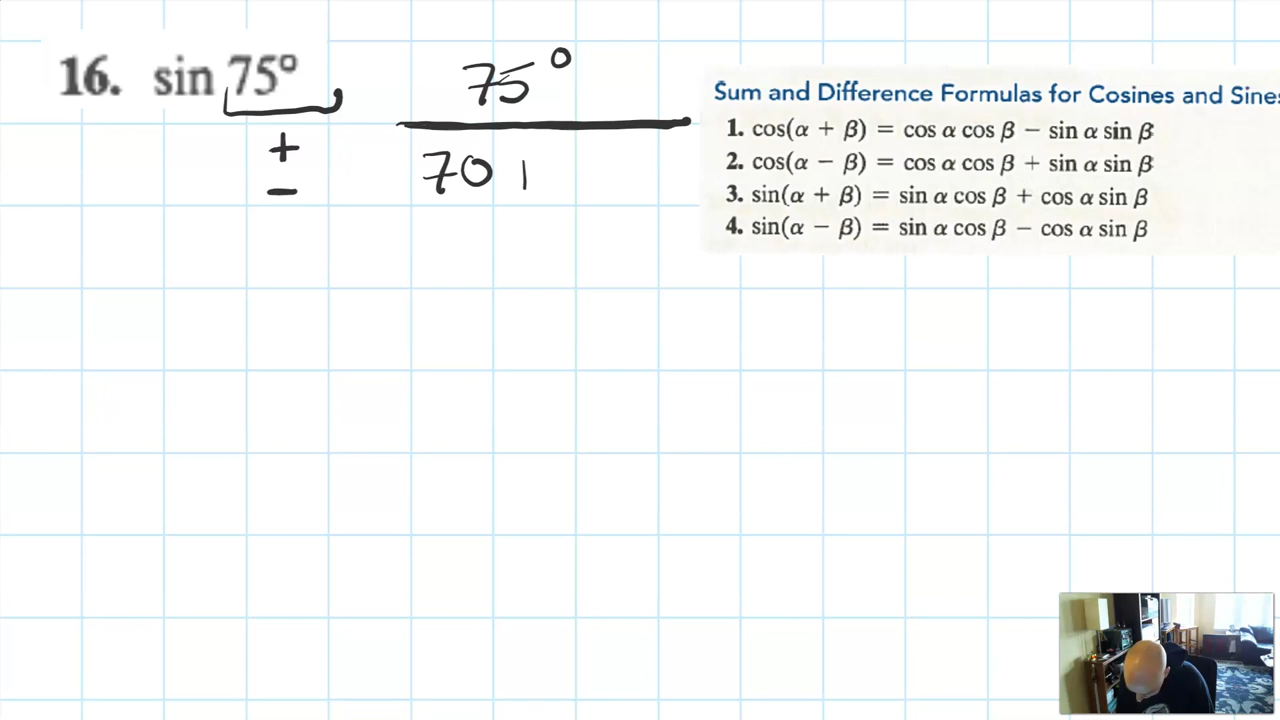 16. sin 75°
+
−
75°
70 1
Sum and Difference Formulas for Cosines and Sines
1. cos(α + β) = cos α cos β − sin α sin β
2. cos(α − β) = cos α cos β + sin α sin β
3. sin(α + β) = sin α cos β + cos α sin β
4. sin(α − β) = sin α cos β − cos α sin β